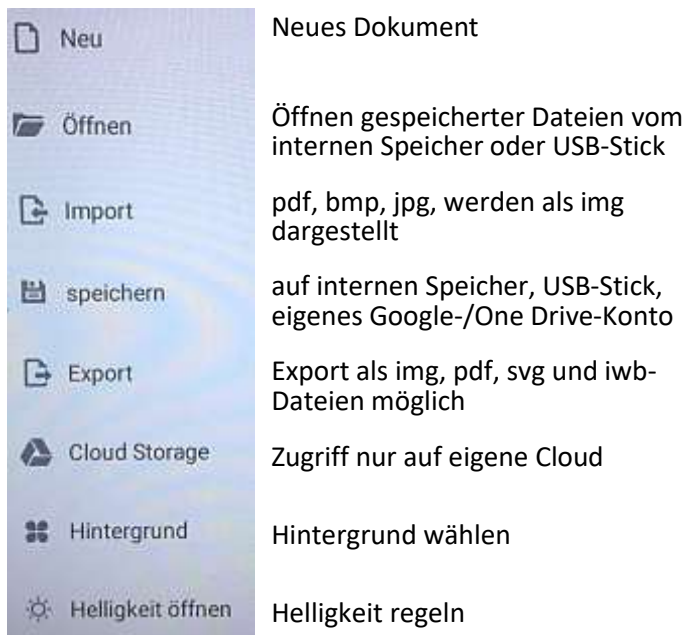 Neu
Neues Dokument
Öffnen
Öffnen gespeicherter Dateien vom
internen Speicher oder USB-Stick
Import
pdf, bmp, jpg, werden als img
dargestellt
speichern
auf internen Speicher, USB-Stick,
eigenes Google-/One Drive-Konto
Export
Export als img, pdf, svg und iwb-
Dateien möglich
Cloud Storage
Zugriff nur auf eigene Cloud
Hintergrund
Hintergrund wählen
Helligkeit öffnen
Helligkeit regeln